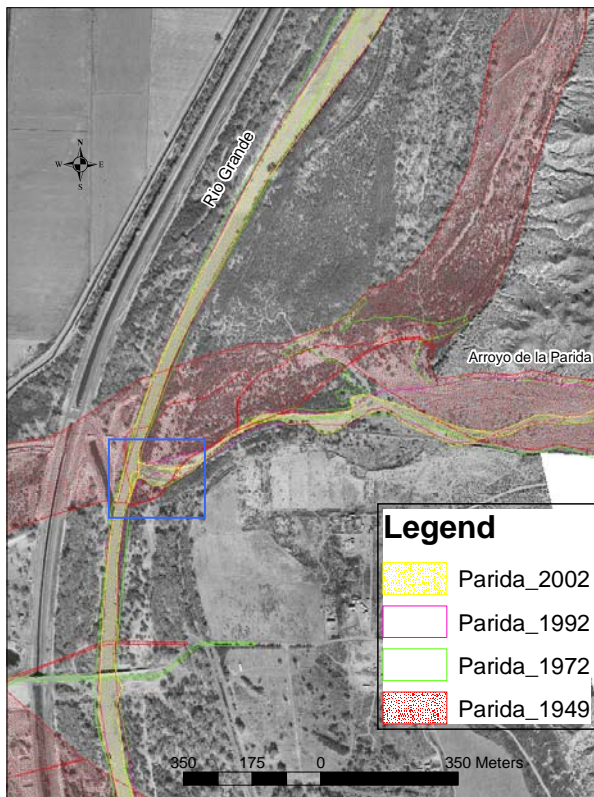 N
W E
S
Rio Grande
Arroyo de la Parida
Legend
Parida_2002
Parida_1992
Parida_1972
Parida_1949
350 175 0 350 Meters